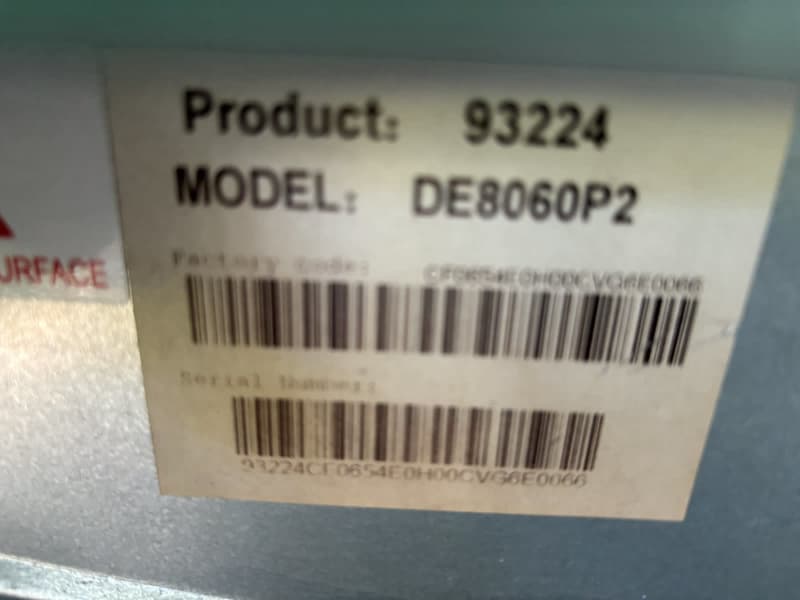 Product: 93224
MODEL: DE8060P2
URFACE
Factory code: CF0654E0H00CVG6E0066
Serial Number:
93224CF0654E0H00CVG6E0066